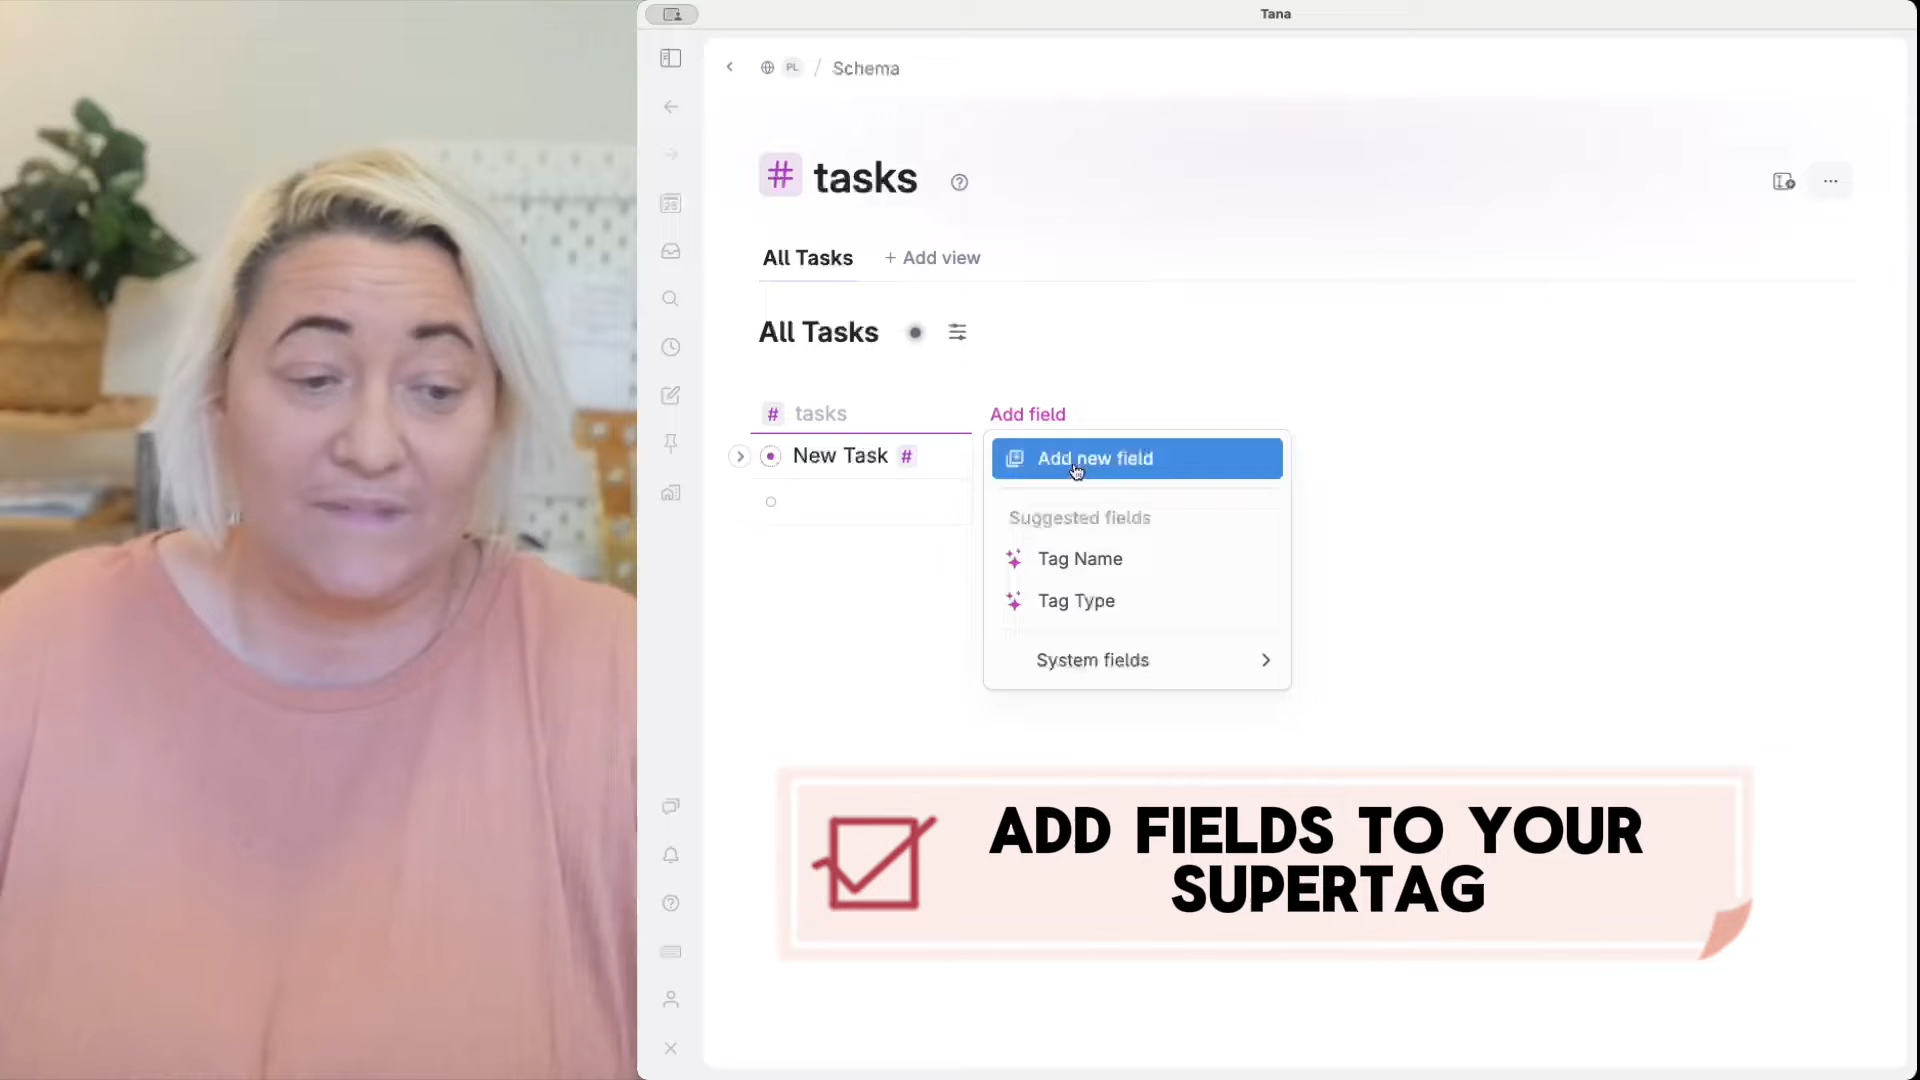 Tana
PL / Schema
# tasks
All Tasks + Add view
All Tasks
# tasks Add field
New Task #
Add new field
Suggested fields
Tag Name
Tag Type
System fields
ADD FIELDS TO YOUR
SUPERTAG